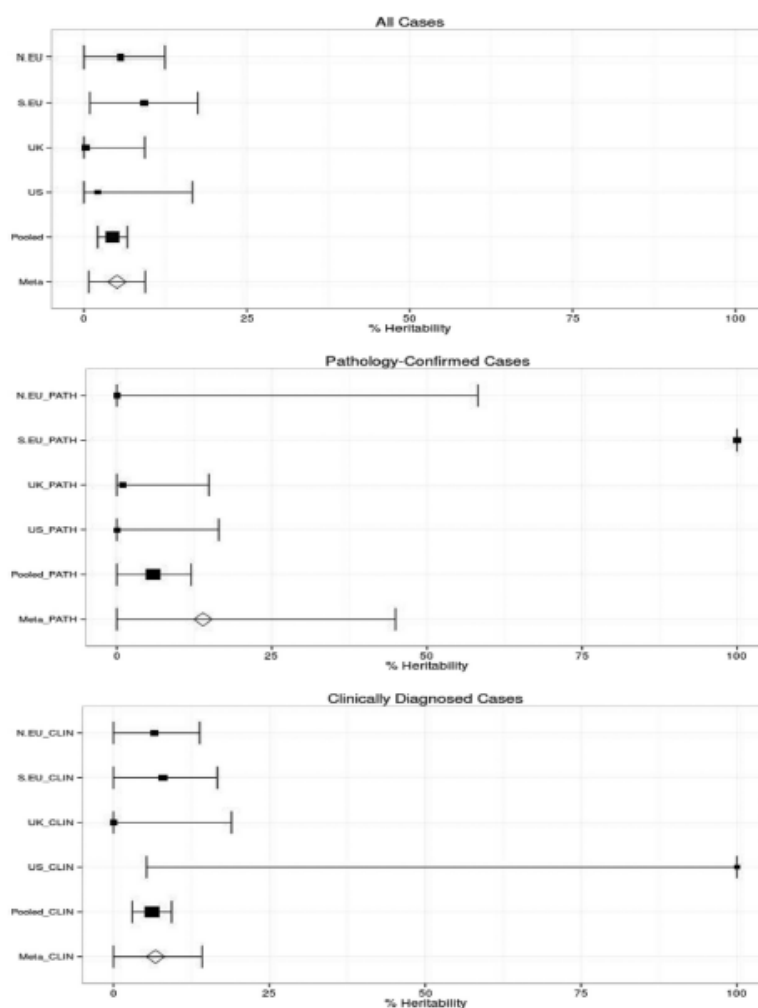 All Cases
N.EU
S.EU
UK
US
Pooled
Meta
0 25 50 75 100
% Heritability
Pathology-Confirmed Cases
N.EU_PATH
S.EU_PATH
UK_PATH
US_PATH
Pooled_PATH
Meta_PATH
0 25 50 75 100
% Heritability
Clinically Diagnosed Cases
N.EU_CLIN
S.EU_CLIN
UK_CLIN
US_CLIN
Pooled_CLIN
Meta_CLIN
0 25 50 75 100
% Heritability